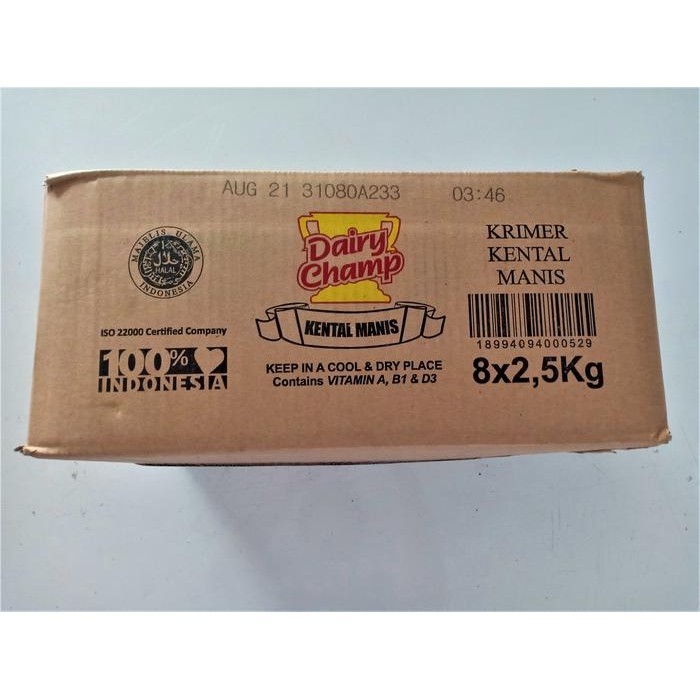 AUG 21 31080A233 03:46
MAJELIS ULAMA
حلال
HALAL
INDONESIA
ISO 22000 Certified Company
100%
INDONESIA
Dairy
Champ
KENTAL MANIS
KEEP IN A COOL & DRY PLACE
Contains VITAMIN A, B1 & D3
KRIMER
KENTAL
MANIS
18994094000529
8x2,5Kg